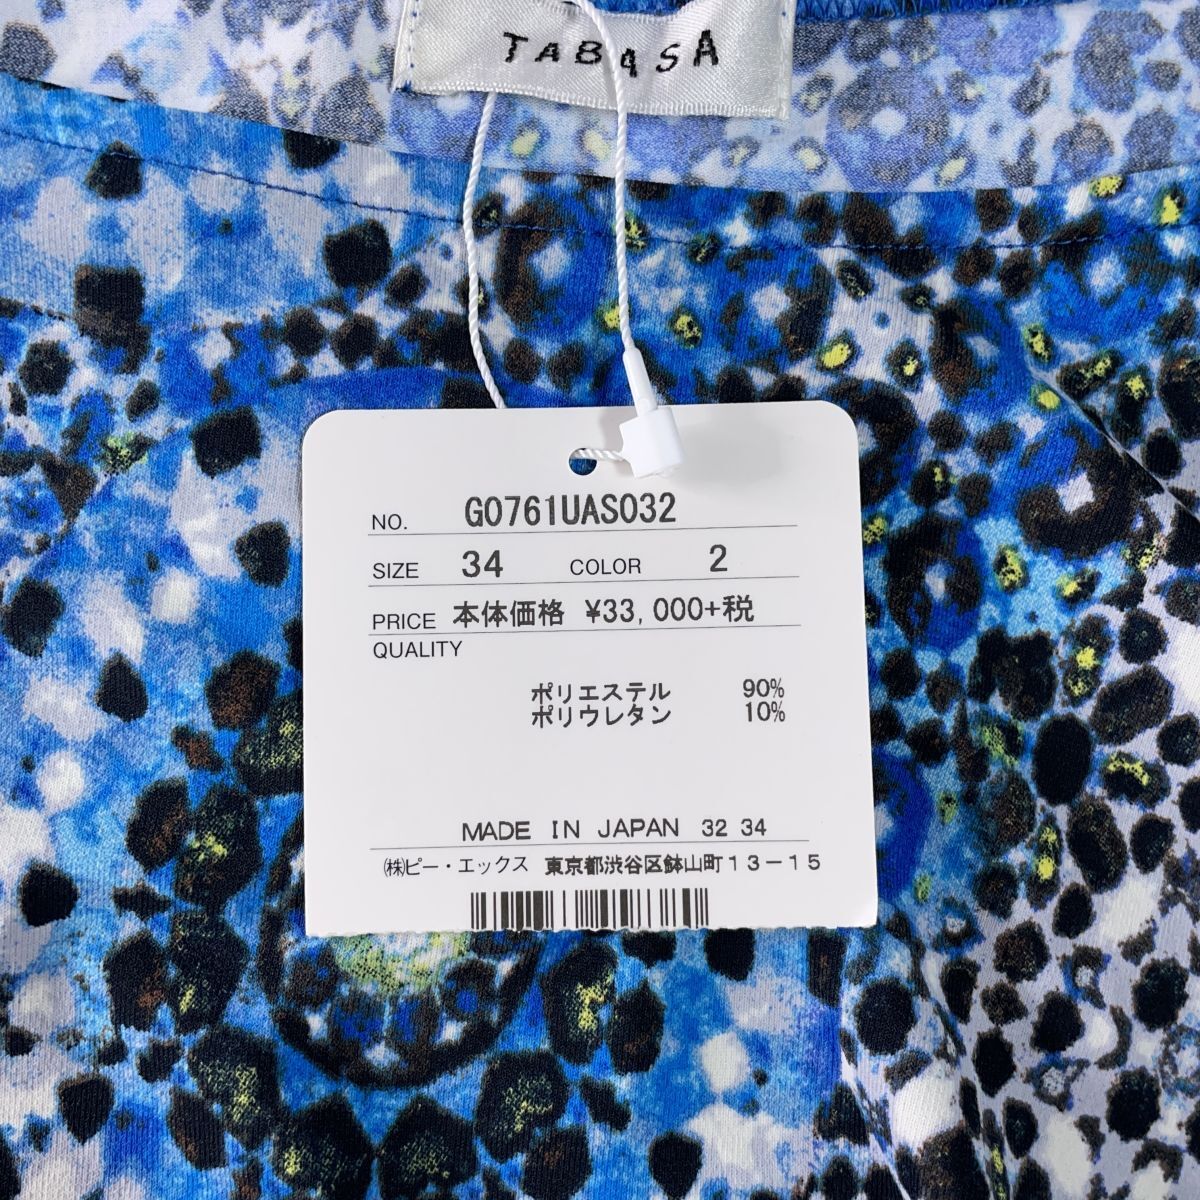 TABASA
NO. G0761UAS032
SIZE 34 COLOR 2
PRICE 本体価格 ¥33,000+税
QUALITY
ポリエステル 90%
ポリウレタン 10%
MADE IN JAPAN 32 34
㈱ピー・エックス 東京都渋谷区鉢山町13-15